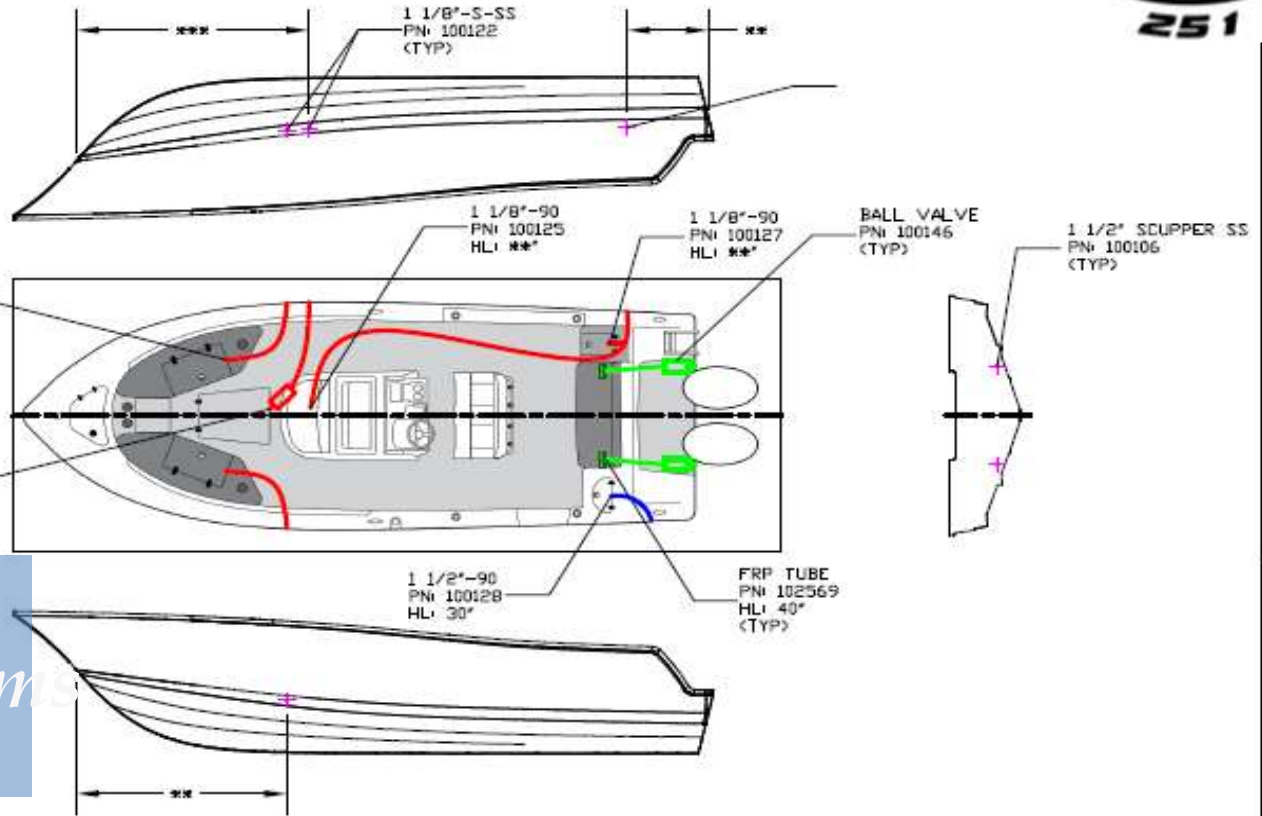 251
1 1/8"-S-SS
PN: 100122
(TYP)
***
**
1 1/8"-90
PN: 100125
HL: **"
1 1/8"-90
PN: 100127
HL: **"
BALL VALVE
PN: 100146
(TYP)
1 1/2" SCUPPER SS
PN: 100106
(TYP)
1 1/2"-90
PN: 100128
HL: 30"
FRP TUBE
PN: 102569
HL: 40"
(TYP)
ms
**